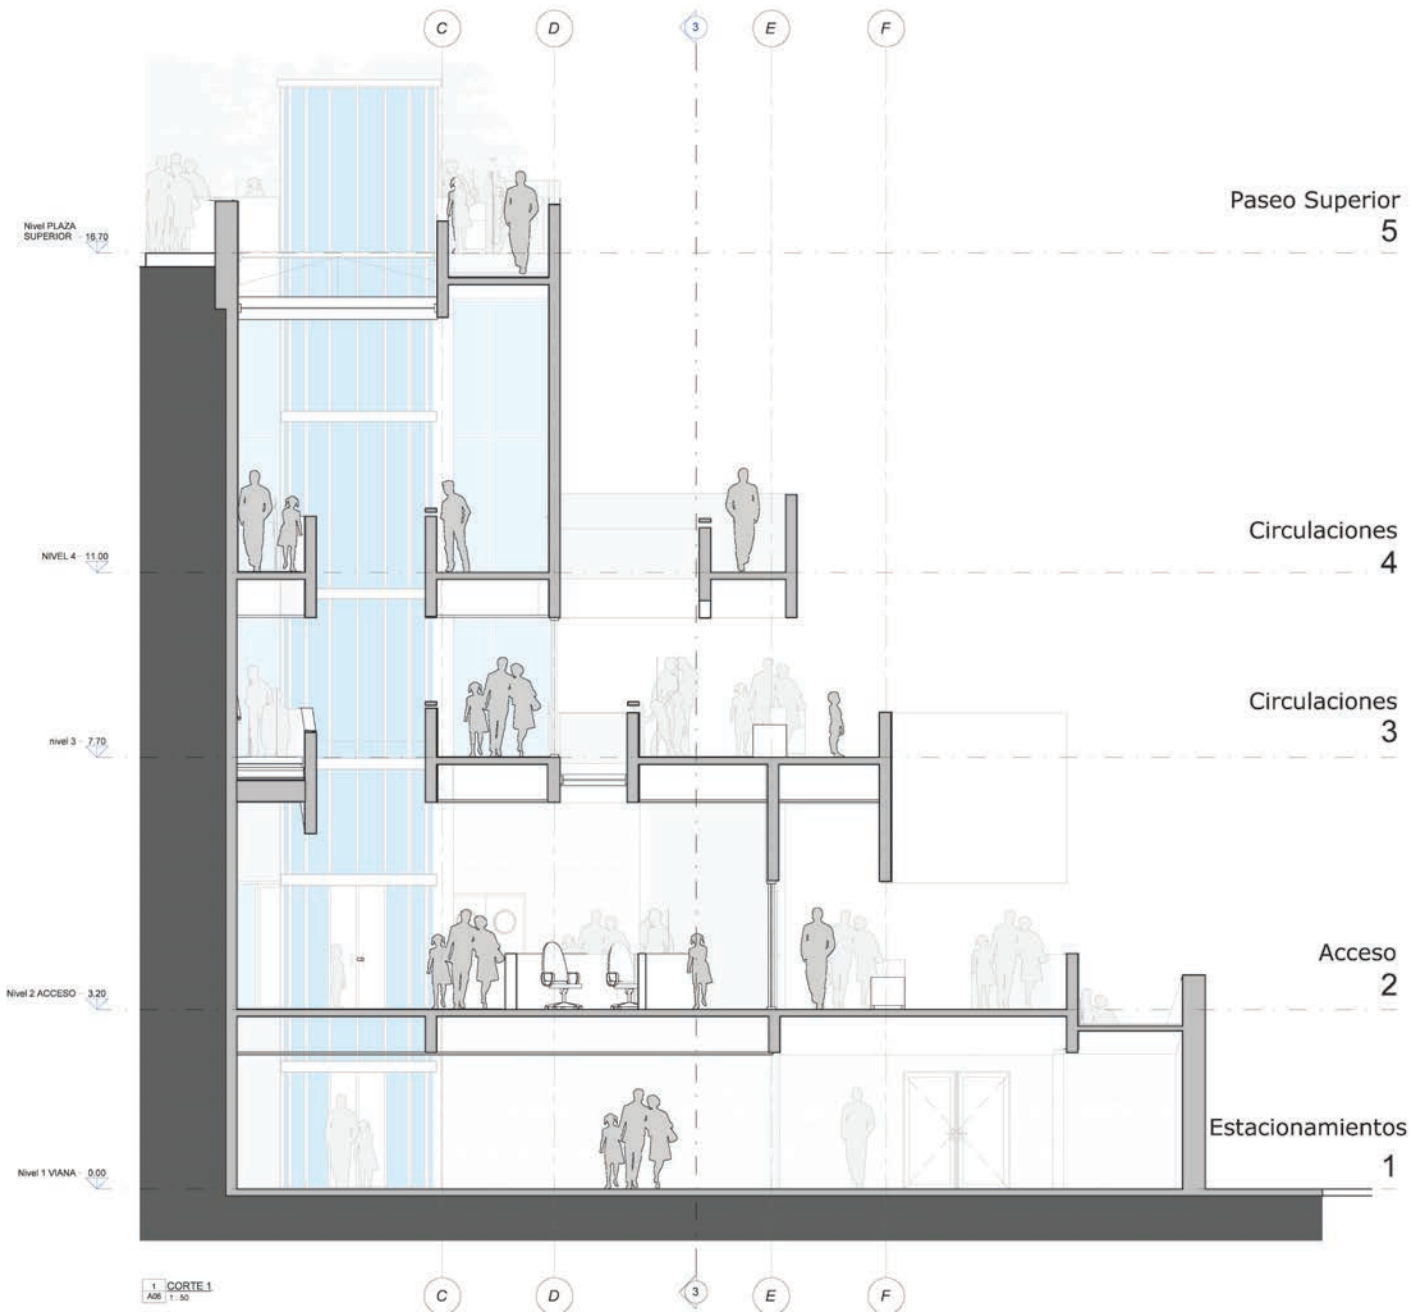 C D 3 E F
Paseo Superior
5
Nivel PLAZA
SUPERIOR 16.70
Circulaciones
4
NIVEL 4 11.00
Circulaciones
3
nivel 3 7.70
Acceso
2
Nivel 2 ACCESO 3.20
Estacionamientos
1
Nivel 1 VIANA 0.00
1 CORTE 1
A06 1 : 50
C D 3 E F